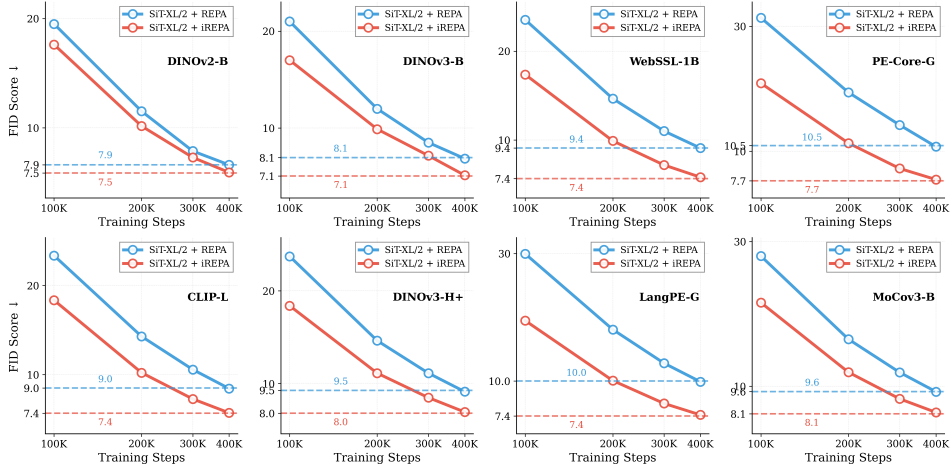 SiT-XL/2 + REPA
SiT-XL/2 + iREPA
DINOv2-B
20
10
7.9
7.5
7.9
7.5
FID Score ↓
100K 200K 300K 400K
Training Steps
SiT-XL/2 + REPA
SiT-XL/2 + iREPA
DINOv3-B
20
10
8.1
7.1
8.1
7.1
100K 200K 300K 400K
Training Steps
SiT-XL/2 + REPA
SiT-XL/2 + iREPA
WebSSL-1B
20
10
9.4
7.4
9.4
7.4
100K 200K 300K 400K
Training Steps
SiT-XL/2 + REPA
SiT-XL/2 + iREPA
PE-Core-G
30
10.5
10
7.7
10.5
7.7
100K 200K 300K 400K
Training Steps
SiT-XL/2 + REPA
SiT-XL/2 + iREPA
CLIP-L
20
10
9.0
7.4
9.0
7.4
FID Score ↓
100K 200K 300K 400K
Training Steps
SiT-XL/2 + REPA
SiT-XL/2 + iREPA
DINOv3-H+
20
10
9.5
8.0
9.5
8.0
100K 200K 300K 400K
Training Steps
SiT-XL/2 + REPA
SiT-XL/2 + iREPA
LangPE-G
30
10.0
7.4
10.0
7.4
100K 200K 300K 400K
Training Steps
SiT-XL/2 + REPA
SiT-XL/2 + iREPA
MoCov3-B
30
10
9.6
8.1
9.6
8.1
100K 200K 300K 400K
Training Steps